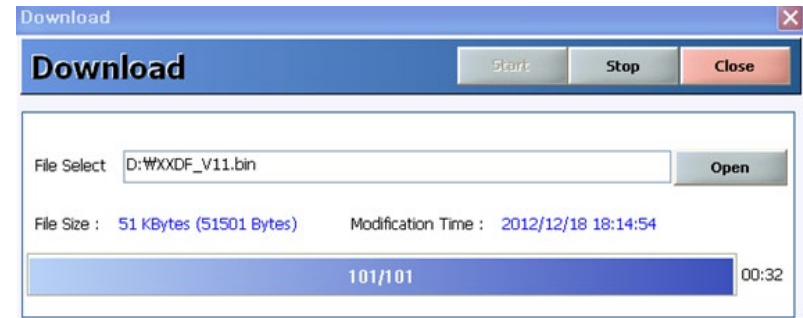 Download
Download Start Stop Close
File Select D:₩XXDF_V11.bin Open
File Size : 51 KBytes (51501 Bytes) Modification Time : 2012/12/18 18:14:54
101/101 00:32